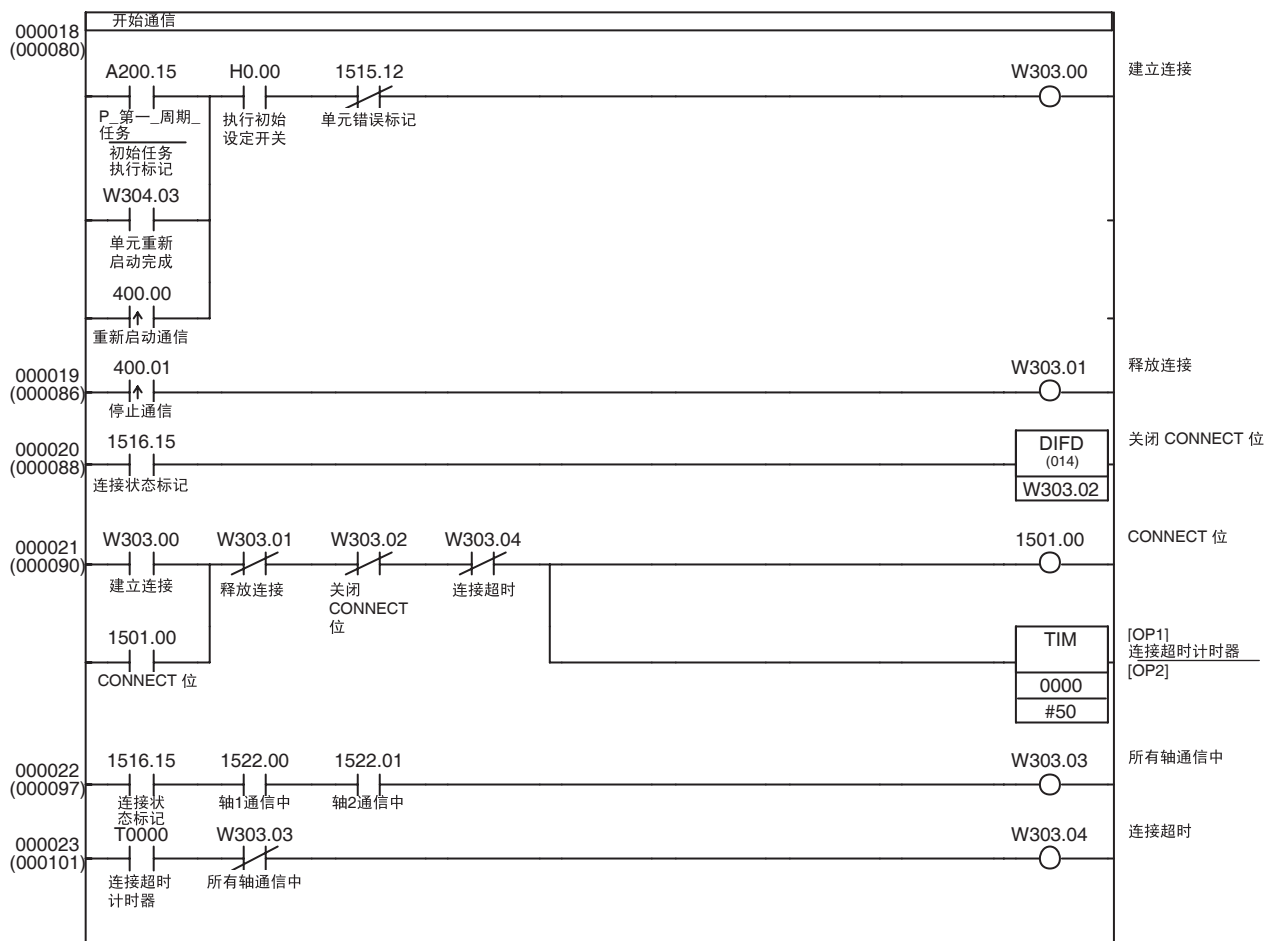 开始通信
000018
(000080)
A200.15 H0.00 1515.12 W303.00 建立连接
P_第一_周期_
任务
初始任务
执行标记
执行初始
设定开关
单元错误标记
W304.03
单元重新
启动完成
400.00
重新启动通信
000019
(000086)
400.01 W303.01 释放连接
停止通信
000020
(000088)
1516.15 DIFD 关闭 CONNECT 位
(014)
W303.02
连接状态标记
000021
(000090)
W303.00 W303.01 W303.02 W303.04 1501.00 CONNECT 位
建立连接 释放连接 关闭
CONNECT
位
连接超时
1501.00
CONNECT 位
TIM
0000
#50
[OP1]
连接超时计时器
[OP2]
000022
(000097)
1516.15 1522.00 1522.01 W303.03 所有轴通信中
连接状
态标记
轴1通信中 轴2通信中
000023
(000101)
T0000 W303.03 W303.04 连接超时
连接超时
计时器
所有轴通信中